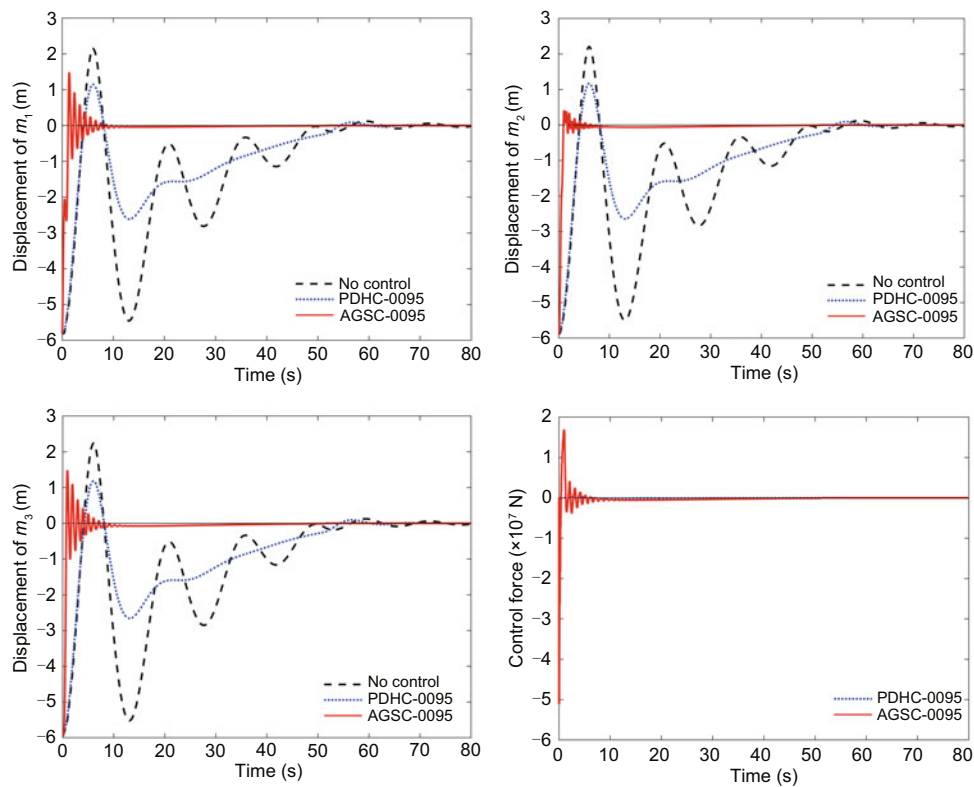 3
2
1
0
−1
−2
−3
−4
−5
−6
Displacement of m1 (m)
No control
PDHC-0095
AGSC-0095
0 10 20 30 40 50 60 70 80
Time (s)
3
2
1
0
−1
−2
−3
−4
−5
−6
Displacement of m2 (m)
No control
PDHC-0095
AGSC-0095
0 10 20 30 40 50 60 70 80
Time (s)
3
2
1
0
−1
−2
−3
−4
−5
−6
Displacement of m3 (m)
No control
PDHC-0095
AGSC-0095
0 10 20 30 40 50 60 70 80
Time (s)
2
1
0
−1
−2
−3
−4
−5
−6
Control force (×10⁷ N)
PDHC-0095
AGSC-0095
0 10 20 30 40 50 60 70 80
Time (s)